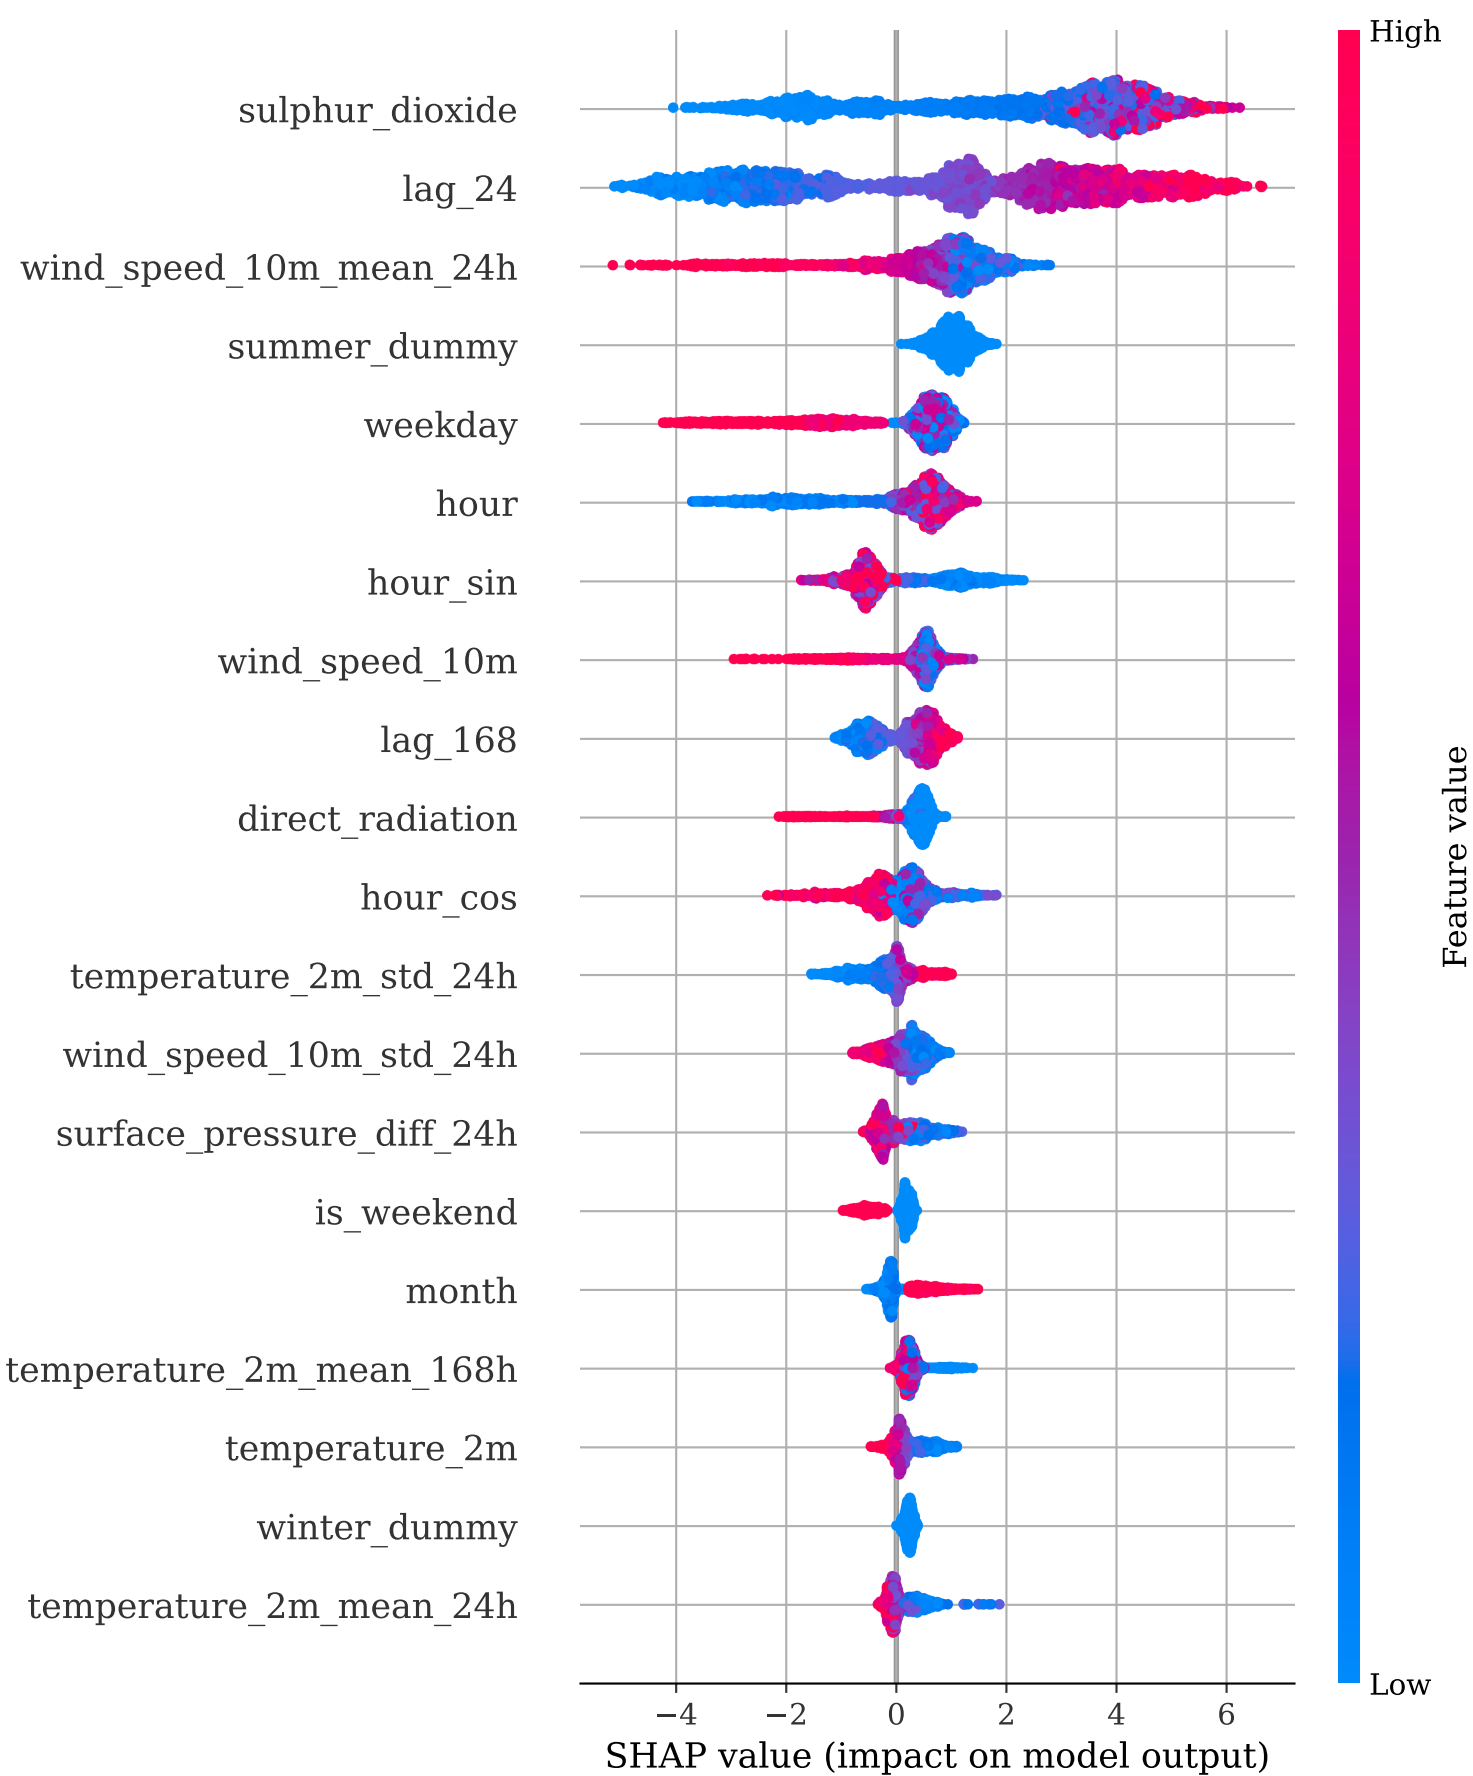 High
sulphur_dioxide
lag_24
wind_speed_10m_mean_24h
summer_dummy
weekday
hour
hour_sin
wind_speed_10m
lag_168
direct_radiation
hour_cos
temperature_2m_std_24h
wind_speed_10m_std_24h
surface_pressure_diff_24h
is_weekend
month
temperature_2m_mean_168h
temperature_2m
winter_dummy
temperature_2m_mean_24h
Feature value
Low
−4 −2 0 2 4 6
SHAP value (impact on model output)